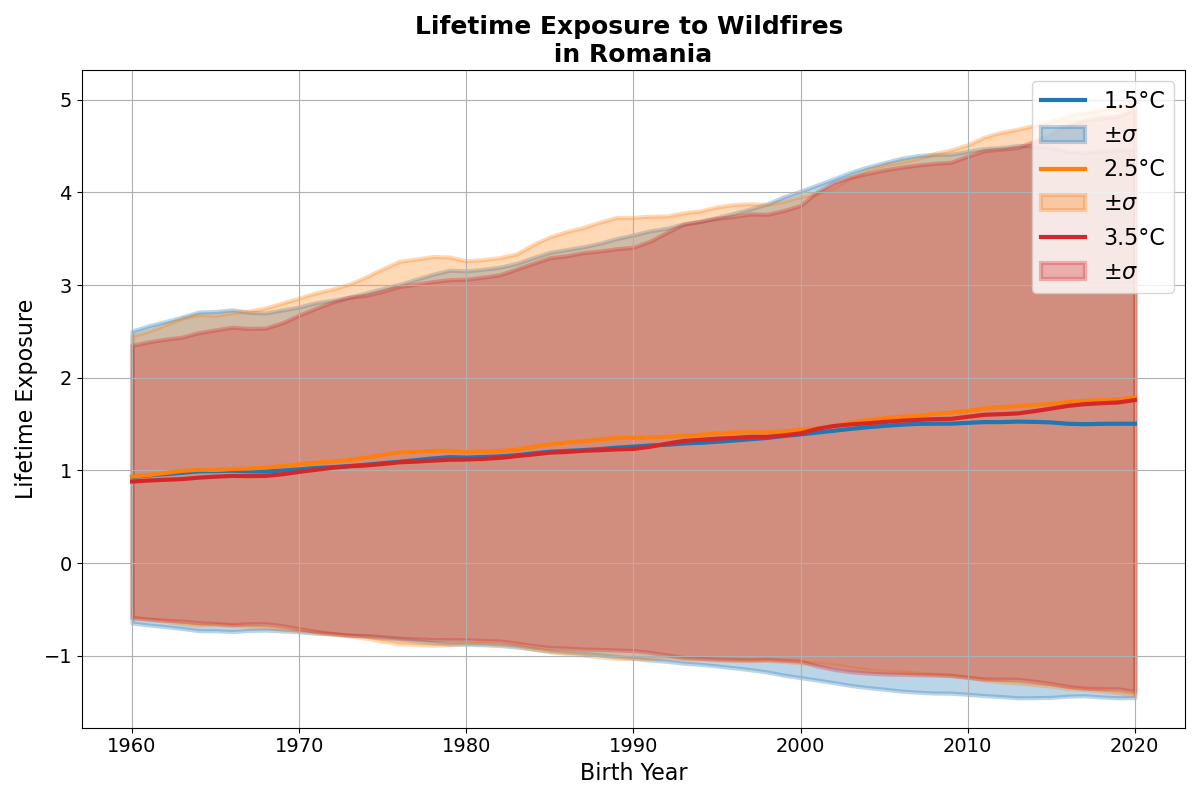 Lifetime Exposure to Wildfires
in Romania
5
4
3
2
1
0
−1
Lifetime Exposure
1960
1970
1980
1990
2000
2010
2020
Birth Year
1.5°C
±σ
2.5°C
±σ
3.5°C
±σ